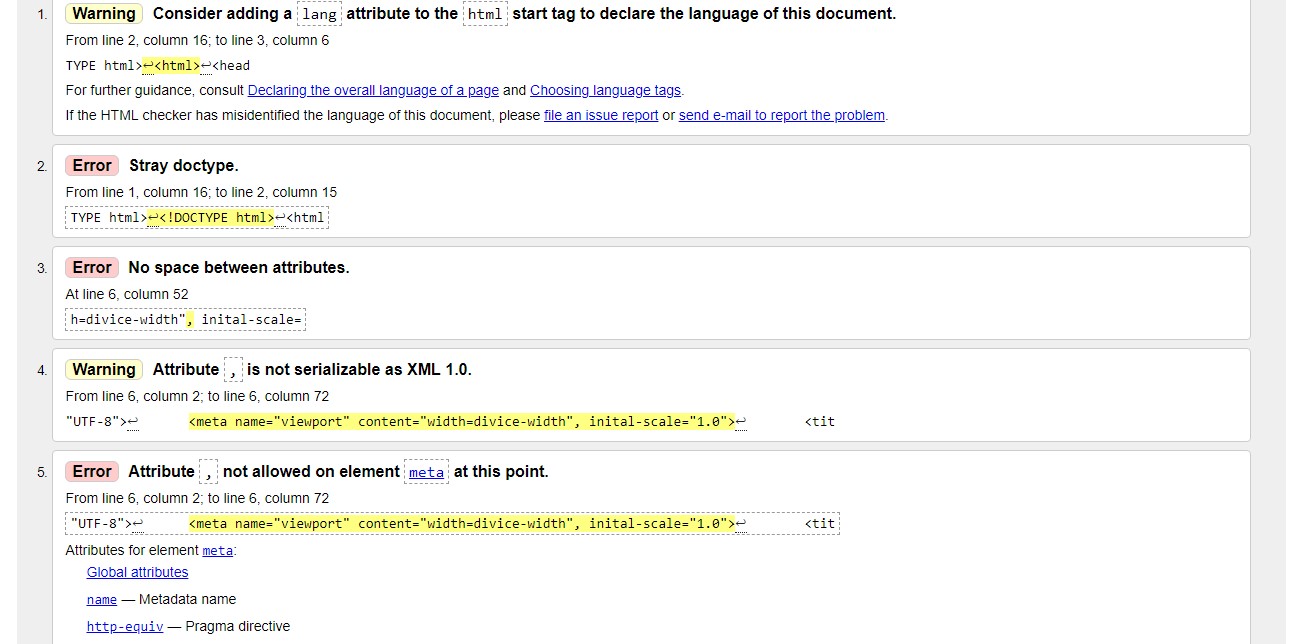 1. Warning Consider adding a lang attribute to the html start tag to declare the language of this document.
From line 2, column 16; to line 3, column 6
TYPE html>↩<html>↩<head
For further guidance, consult Declaring the overall language of a page and Choosing language tags.
If the HTML checker has misidentified the language of this document, please file an issue report or send e-mail to report the problem.
2. Error Stray doctype.
From line 1, column 16; to line 2, column 15
TYPE html>↩<!DOCTYPE html>↩<html
3. Error No space between attributes.
At line 6, column 52
h=divice-width", inital-scale=
4. Warning Attribute , is not serializable as XML 1.0.
From line 6, column 2; to line 6, column 72
"UTF-8">↩ <meta name="viewport" content="width=divice-width", inital-scale="1.0">↩ <tit
5. Error Attribute , not allowed on element meta at this point.
From line 6, column 2; to line 6, column 72
"UTF-8">↩ <meta name="viewport" content="width=divice-width", inital-scale="1.0">↩ <tit
Attributes for element meta:
Global attributes
name — Metadata name
http-equiv — Pragma directive